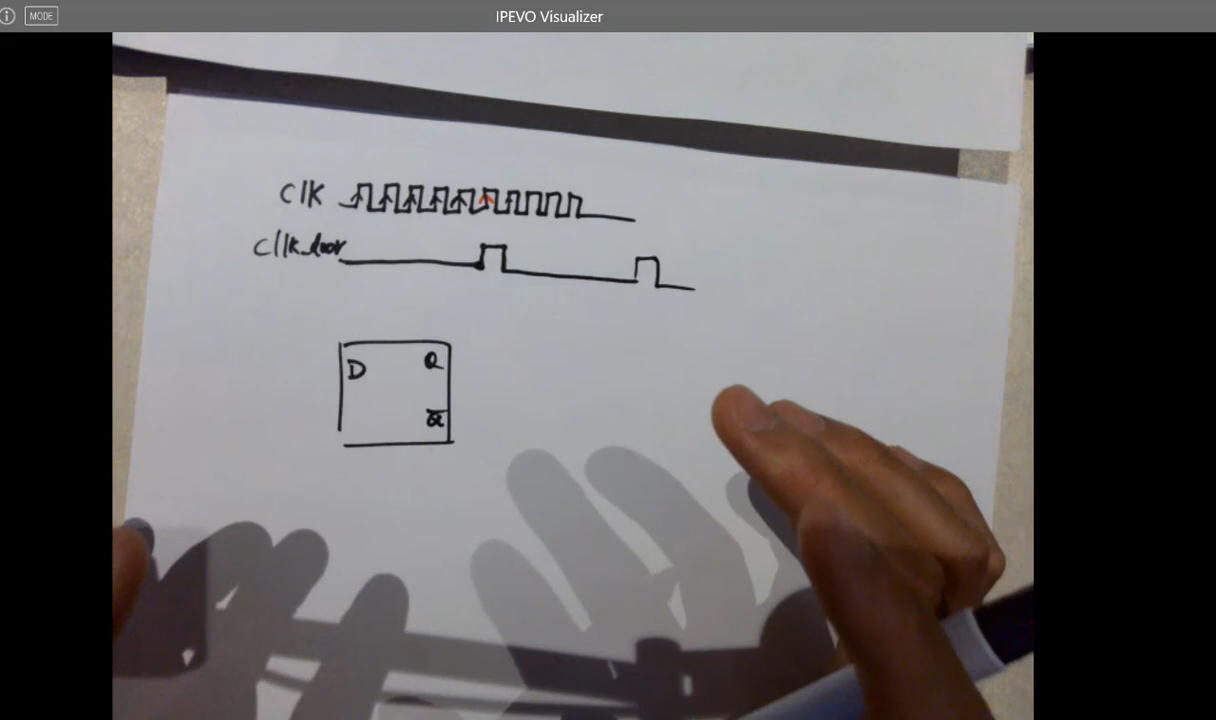 MODE
IPEVO Visualizer
clk
clk_door
D Q
Q̅